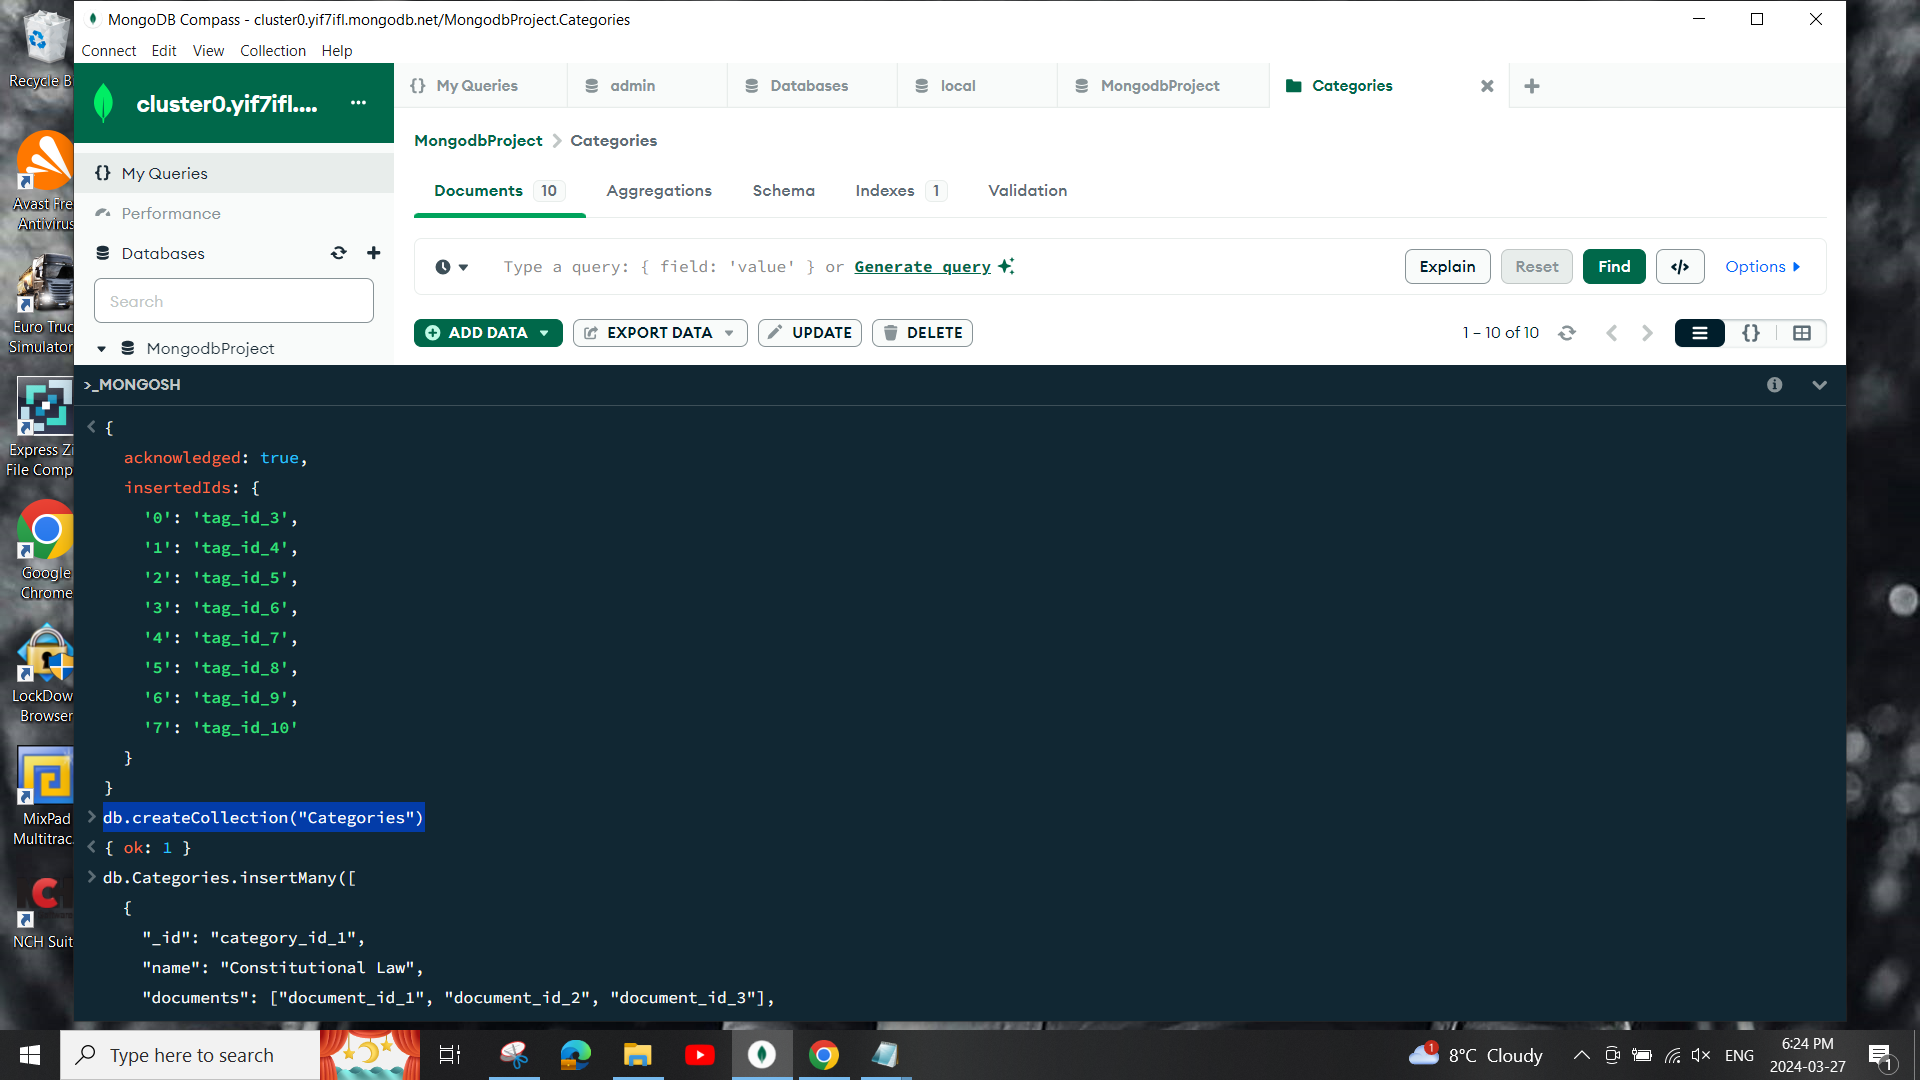 MongoDB Compass - cluster0.yif7ifl.mongodb.net/MongodbProject.Categories
Connect Edit View Collection Help
cluster0.yif7ifl....
My Queries admin Databases local MongodbProject Categories
MongodbProject > Categories
Documents 10 Aggregations Schema Indexes 1 Validation
My Queries
Performance
Databases
Search
MongodbProject
Type a query: { field: 'value' } or Generate query
Explain Reset Find </> Options
ADD DATA EXPORT DATA UPDATE DELETE 1 – 10 of 10 {}
>_MONGOSH
{
acknowledged: true,
insertedIds: {
'0': 'tag_id_3',
'1': 'tag_id_4',
'2': 'tag_id_5',
'3': 'tag_id_6',
'4': 'tag_id_7',
'5': 'tag_id_8',
'6': 'tag_id_9',
'7': 'tag_id_10'
}
}
db.createCollection("Categories")
{ ok: 1 }
db.Categories.insertMany([
{
"_id": "category_id_1",
"name": "Constitutional Law",
"documents": ["document_id_1", "document_id_2", "document_id_3"],
Recycle B
Avast Fre
Antivirus
Euro Truc
Simulator
Express Zi
File Comp
Google
Chrome
LockDow
Browser
MixPad
Multitrac.
NCH Suit
Type here to search
1
8°C Cloudy
ENG
6:24 PM
2024-03-27
1